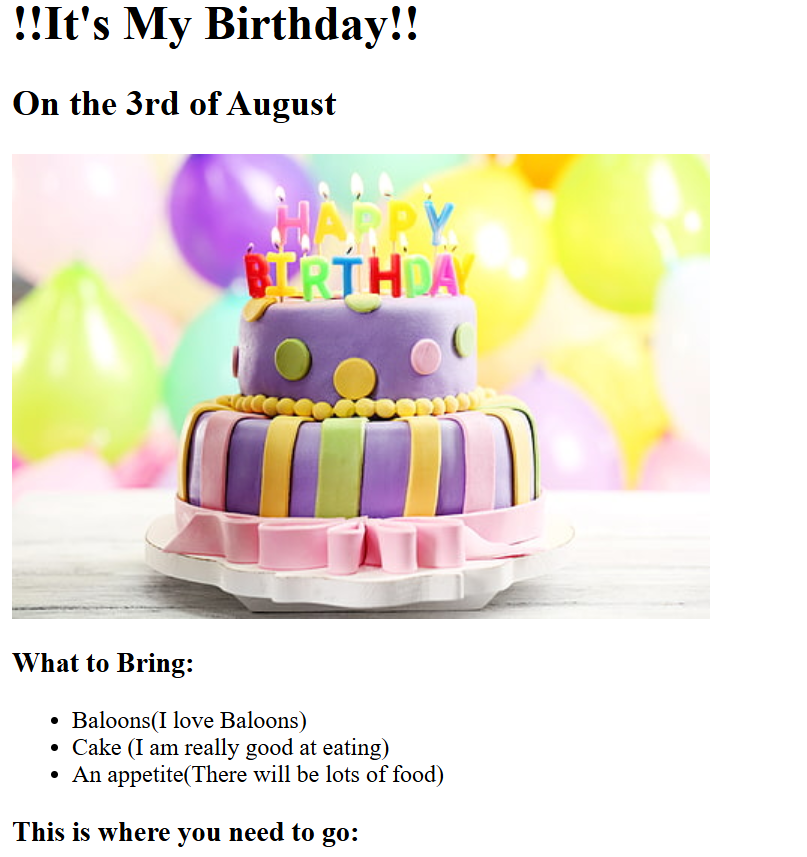 !!It's My Birthday!!
On the 3rd of August
HAPPY
BIRTHDAY
What to Bring:
Baloons(I love Baloons)
Cake (I am really good at eating)
An appetite(There will be lots of food)
This is where you need to go: